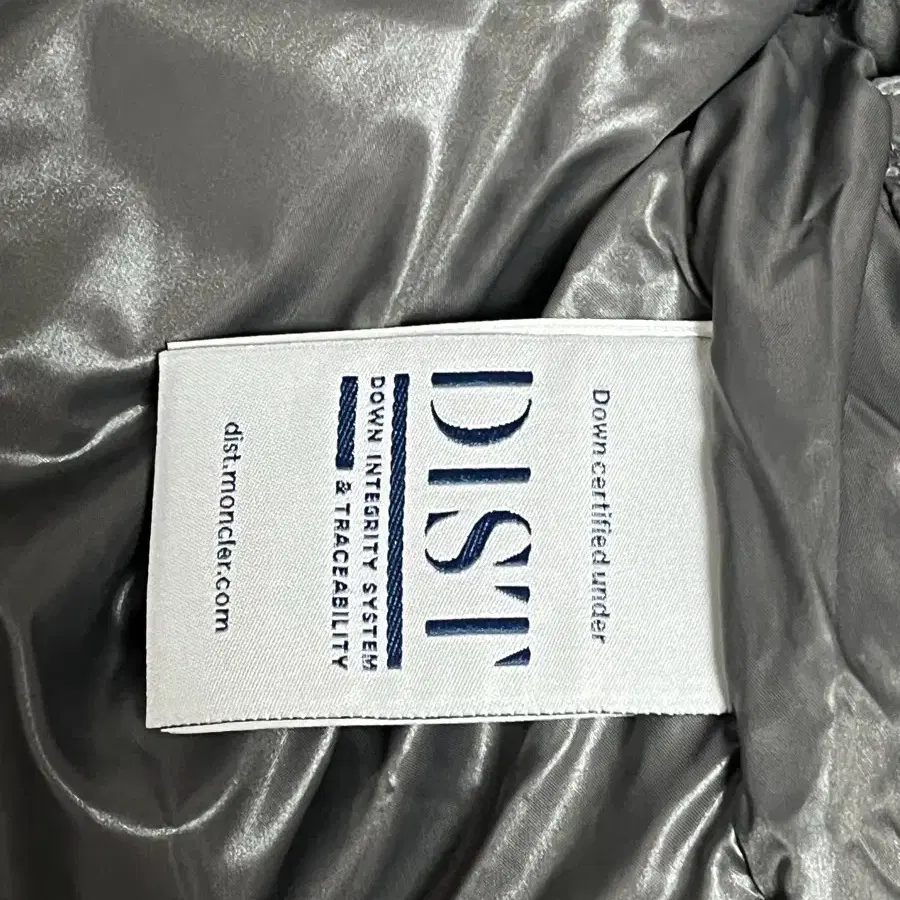 Down certified under
DIST
DOWN INTEGRITY SYSTEM
& TRACEABILITY
dist.moncler.com